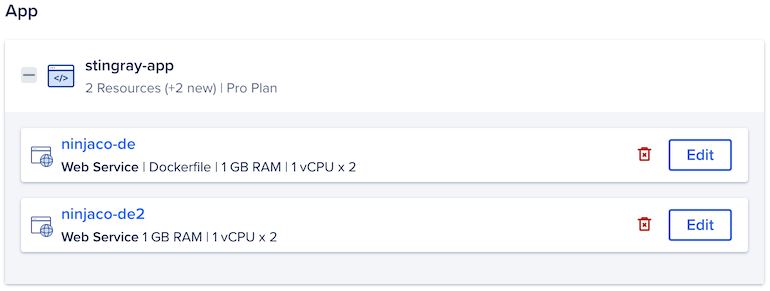 App
stingray-app
2 Resources (+2 new) | Pro Plan
ninjaco-de
Web Service | Dockerfile | 1 GB RAM | 1 vCPU x 2
Edit
ninjaco-de2
Web Service 1 GB RAM | 1 vCPU x 2
Edit